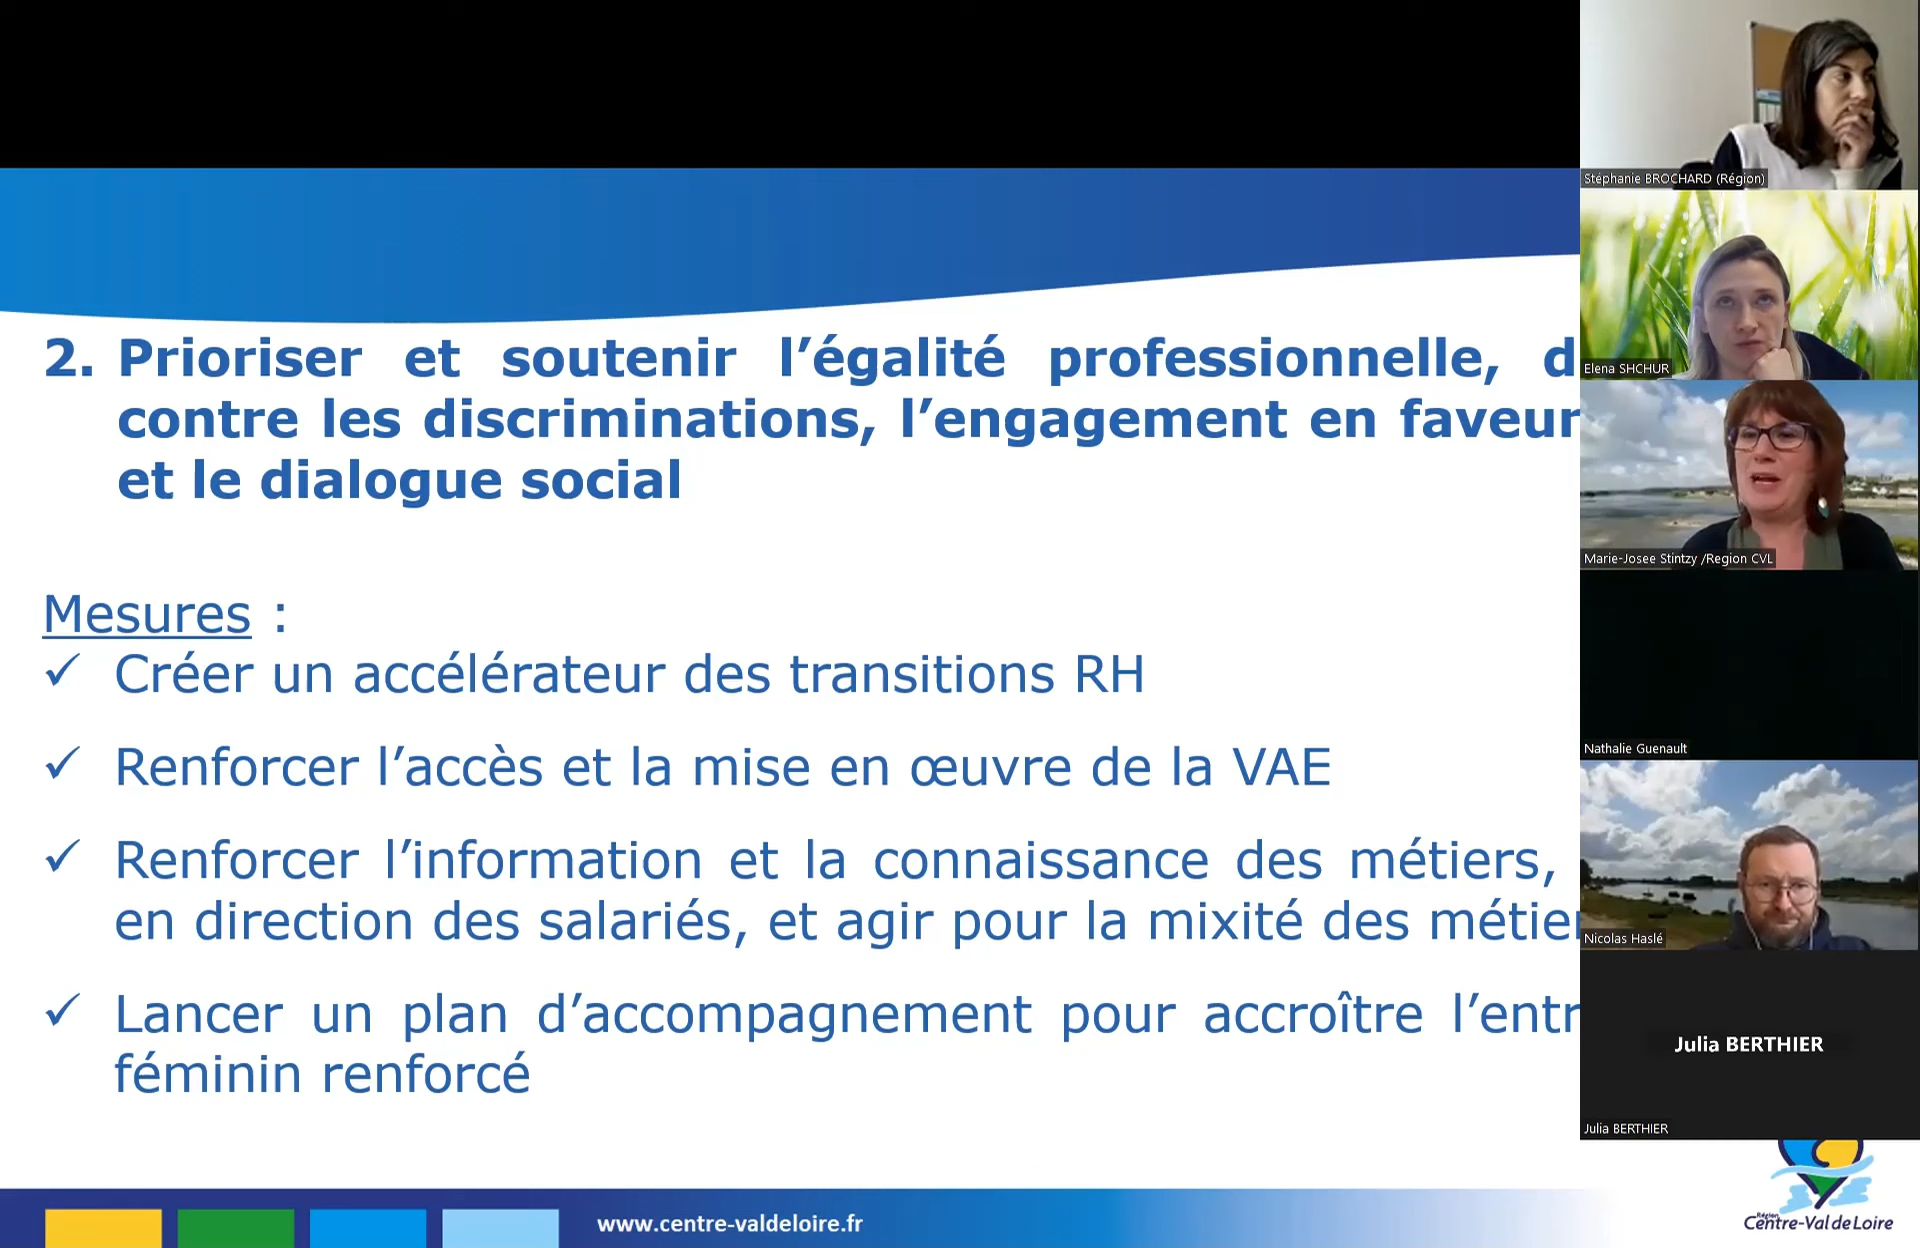 2. Prioriser et soutenir l’égalité professionnelle, d
contre les discriminations, l’engagement en faveur
et le dialogue social
Mesures :
✓ Créer un accélérateur des transitions RH
✓ Renforcer l’accès et la mise en œuvre de la VAE
✓ Renforcer l’information et la connaissance des métiers,
en direction des salariés, et agir pour la mixité des métier
✓ Lancer un plan d’accompagnement pour accroître l’entr
féminin renforcé
www.centre-valdeloire.fr
Stéphanie BROCHARD (Région)
Elena SHCHUR
Marie-Josee Stintzy /Region CVL
Nathalie Guenault
Nicolas Haslé
Julia BERTHIER
Julia BERTHIER
Région
Centre-Val de Loire